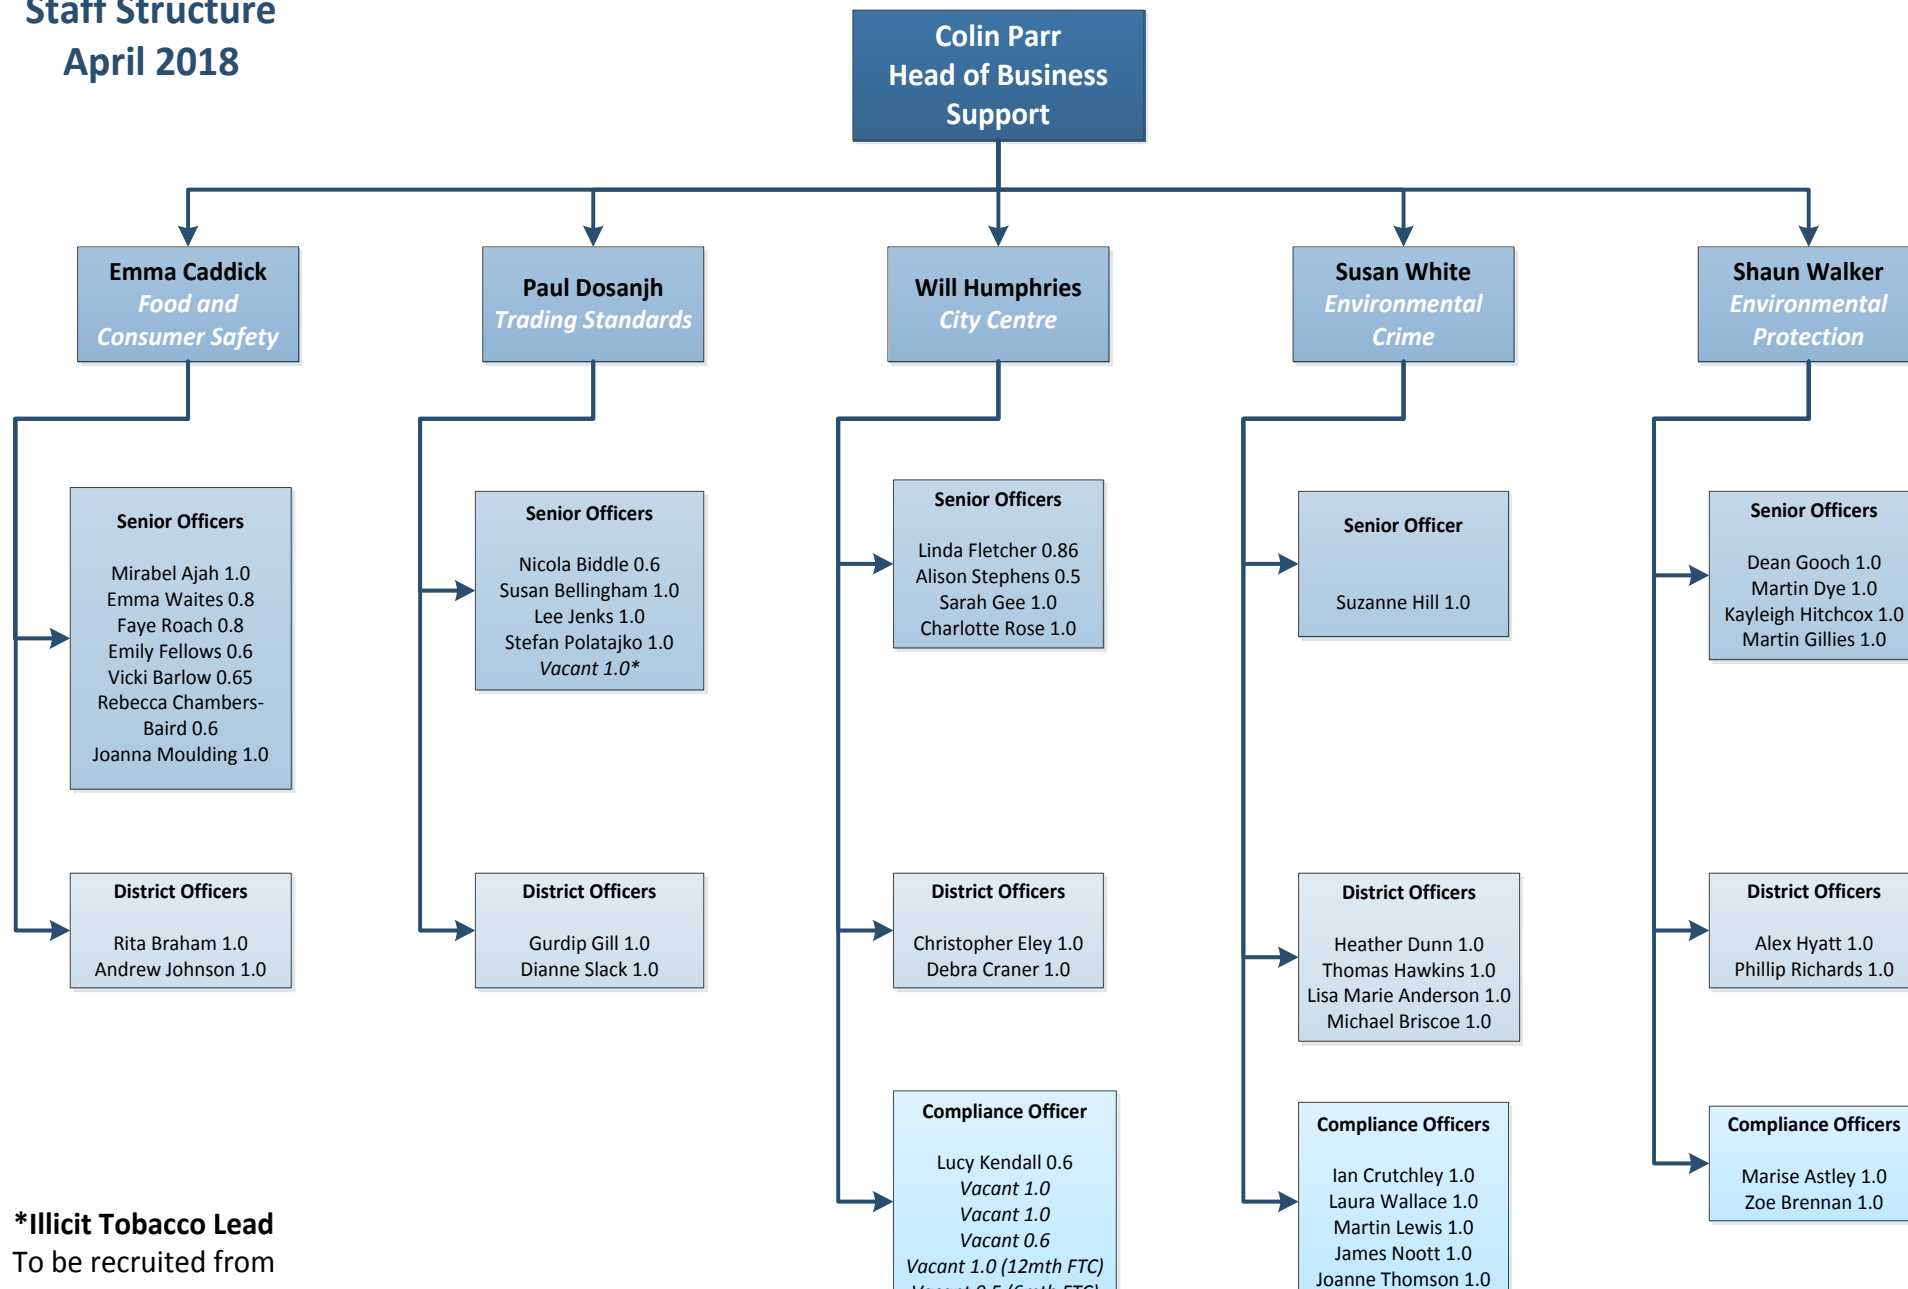 Staff Structure
April 2018
Colin Parr
Head of Business
Support
Emma Caddick
Food and
Consumer Safety
Paul Dosanjh
Trading Standards
Will Humphries
City Centre
Susan White
Environmental
Crime
Shaun Walker
Environmental
Protection
Senior Officers
Mirabel Ajah 1.0
Emma Waites 0.8
Faye Roach 0.8
Emily Fellows 0.6
Vicki Barlow 0.65
Rebecca Chambers-
Baird 0.6
Joanna Moulding 1.0
Senior Officers
Nicola Biddle 0.6
Susan Bellingham 1.0
Lee Jenks 1.0
Stefan Polatajko 1.0
Vacant 1.0*
Senior Officers
Linda Fletcher 0.86
Alison Stephens 0.5
Sarah Gee 1.0
Charlotte Rose 1.0
Senior Officer
Suzanne Hill 1.0
Senior Officers
Dean Gooch 1.0
Martin Dye 1.0
Kayleigh Hitchcox 1.0
Martin Gillies 1.0
District Officers
Rita Braham 1.0
Andrew Johnson 1.0
District Officers
Gurdip Gill 1.0
Dianne Slack 1.0
District Officers
Christopher Eley 1.0
Debra Craner 1.0
District Officers
Heather Dunn 1.0
Thomas Hawkins 1.0
Lisa Marie Anderson 1.0
Michael Briscoe 1.0
District Officers
Alex Hyatt 1.0
Phillip Richards 1.0
Compliance Officer
Lucy Kendall 0.6
Vacant 1.0
Vacant 1.0
Vacant 0.6
Vacant 1.0 (12mth FTC)
Vacant 0.5 (6mth FTC)
Compliance Officers
Ian Crutchley 1.0
Laura Wallace 1.0
Martin Lewis 1.0
James Noott 1.0
Joanne Thomson 1.0
Compliance Officers
Marise Astley 1.0
Zoe Brennan 1.0
*Illicit Tobacco Lead
To be recruited from